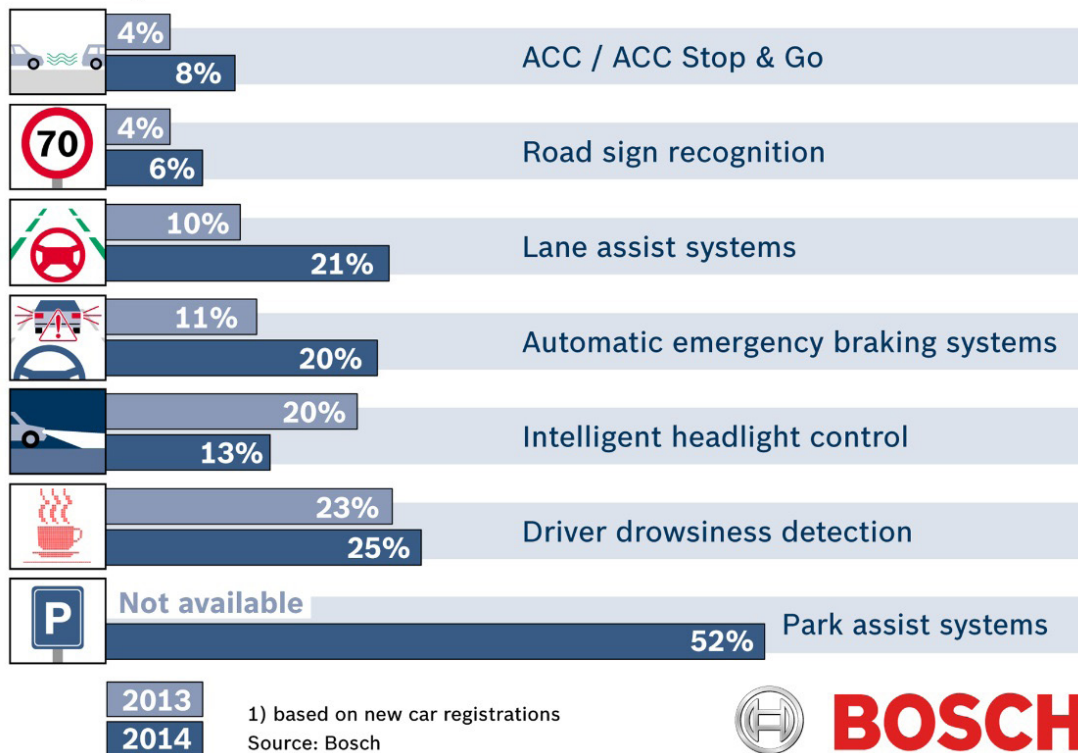 4%
8%
ACC / ACC Stop & Go
70
4%
6%
Road sign recognition
10%
21%
Lane assist systems
11%
20%
Automatic emergency braking systems
20%
13%
Intelligent headlight control
23%
25%
Driver drowsiness detection
P
Not available
52%
Park assist systems
2013
2014
1) based on new car registrations
Source: Bosch
BOSCH